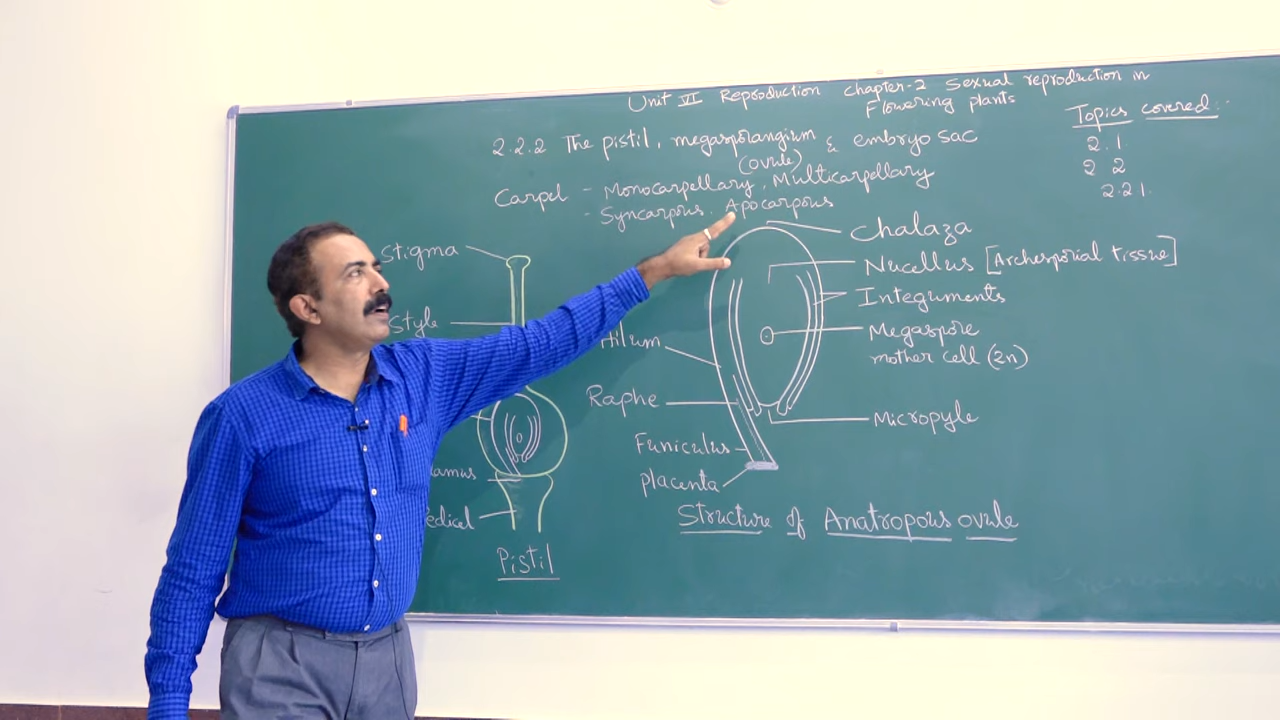 Unit VI Reproduction chapter-2 Sexual reproduction in
Flowering plants
Topics covered:
2.1
2 2
2.2.1.
2.2.2 The pistil, megasporangium & embryo sac
(ovule)
Carpel - Monocarpellary, Multicarpellary
- Syncarpous. Apocarpous
Stigma
Style
Pistil
Chalaza
Nucellus [Archesporial tissue]
Integuments
Megaspore
mother cell (2n)
Micropyle
Raphe
Funiculus
placenta
Structure of Anatropous ovule